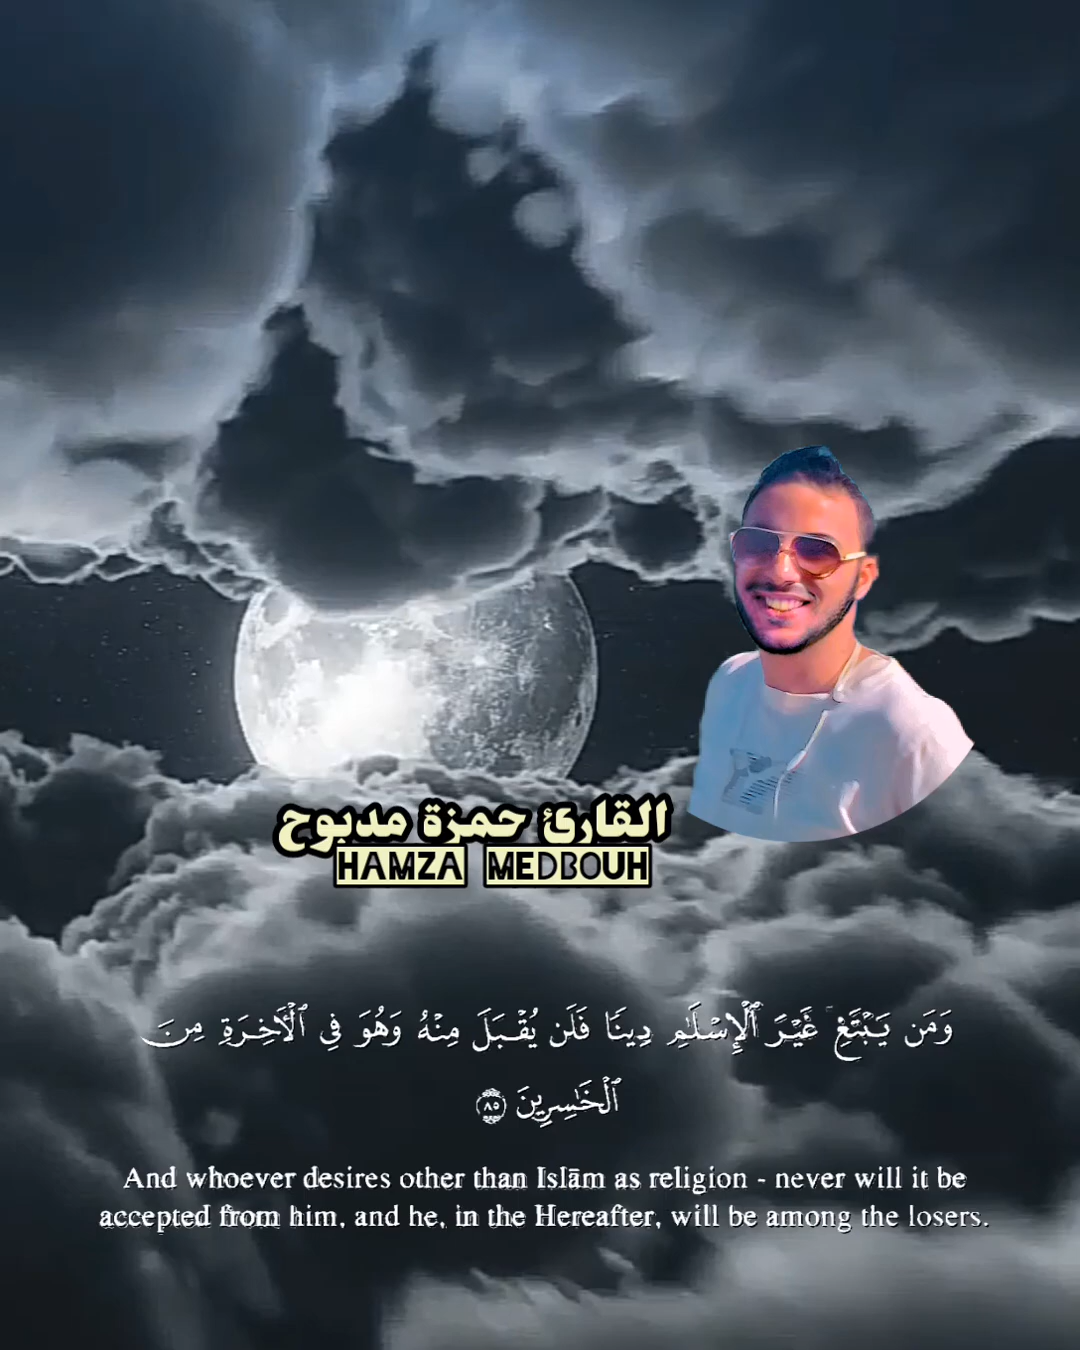 القارئ حمزة مدبوح
HAMZA MEDBOUH
وَمَن يَبْتَغِ غَيْرَ ٱلْإِسْلَٰمِ دِينًا فَلَن يُقْبَلَ مِنْهُ وَهُوَ فِى ٱلْءَاخِرَةِ مِنَ
ٱلْخَٰسِرِينَ ٨٥
And whoever desires other than Islām as religion - never will it be
accepted from him, and he, in the Hereafter, will be among the losers.